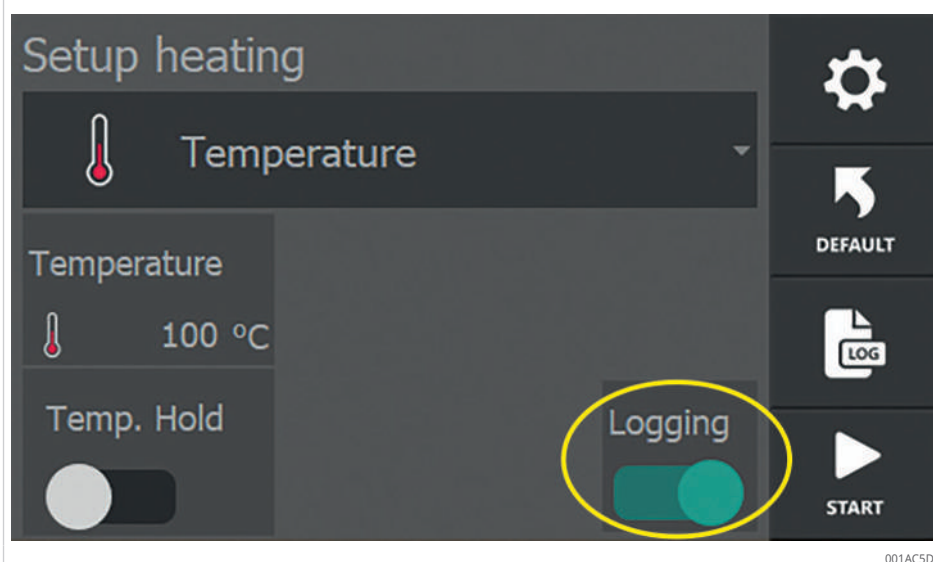 Setup heating
Temperature
DEFAULT
Temperature
100 °C
LOG
Temp. Hold
Logging
START
001AC5D